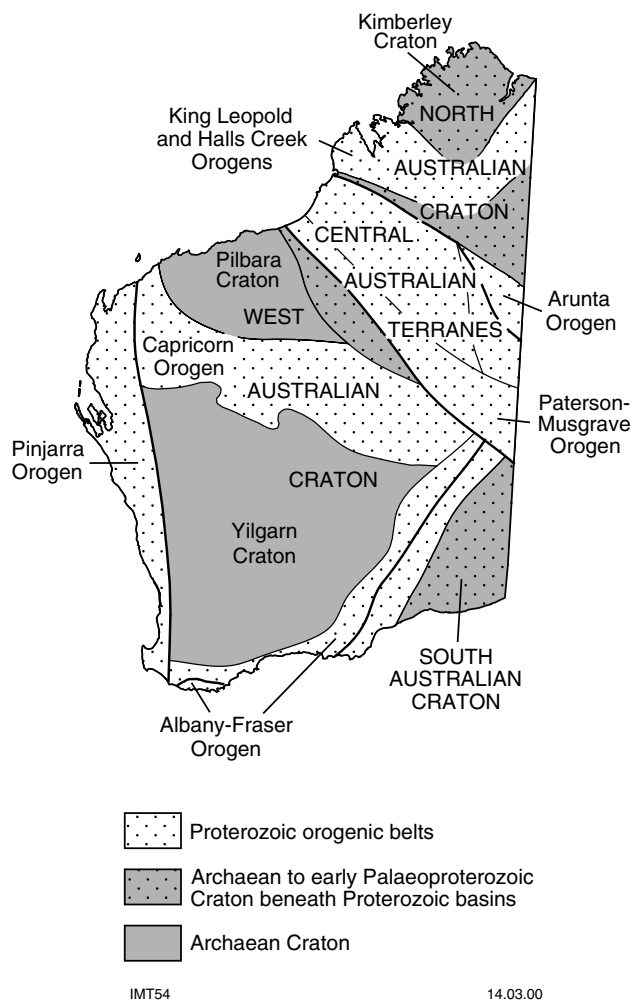 Kimberley
Craton
NORTH
King Leopold
and Halls Creek
Orogens
AUSTRALIAN
CRATON
CENTRAL
Pilbara
Craton
AUSTRALIAN
Arunta
Orogen
WEST
TERRANES
Capricorn
Orogen
AUSTRALIAN
Paterson-
Musgrave
Orogen
Pinjarra
Orogen
CRATON
Yilgarn
Craton
SOUTH
AUSTRALIAN
CRATON
Albany-Fraser
Orogen
Proterozoic orogenic belts
Archaean to early Palaeoproterozoic
Craton beneath Proterozoic basins
Archaean Craton
IMT54
14.03.00